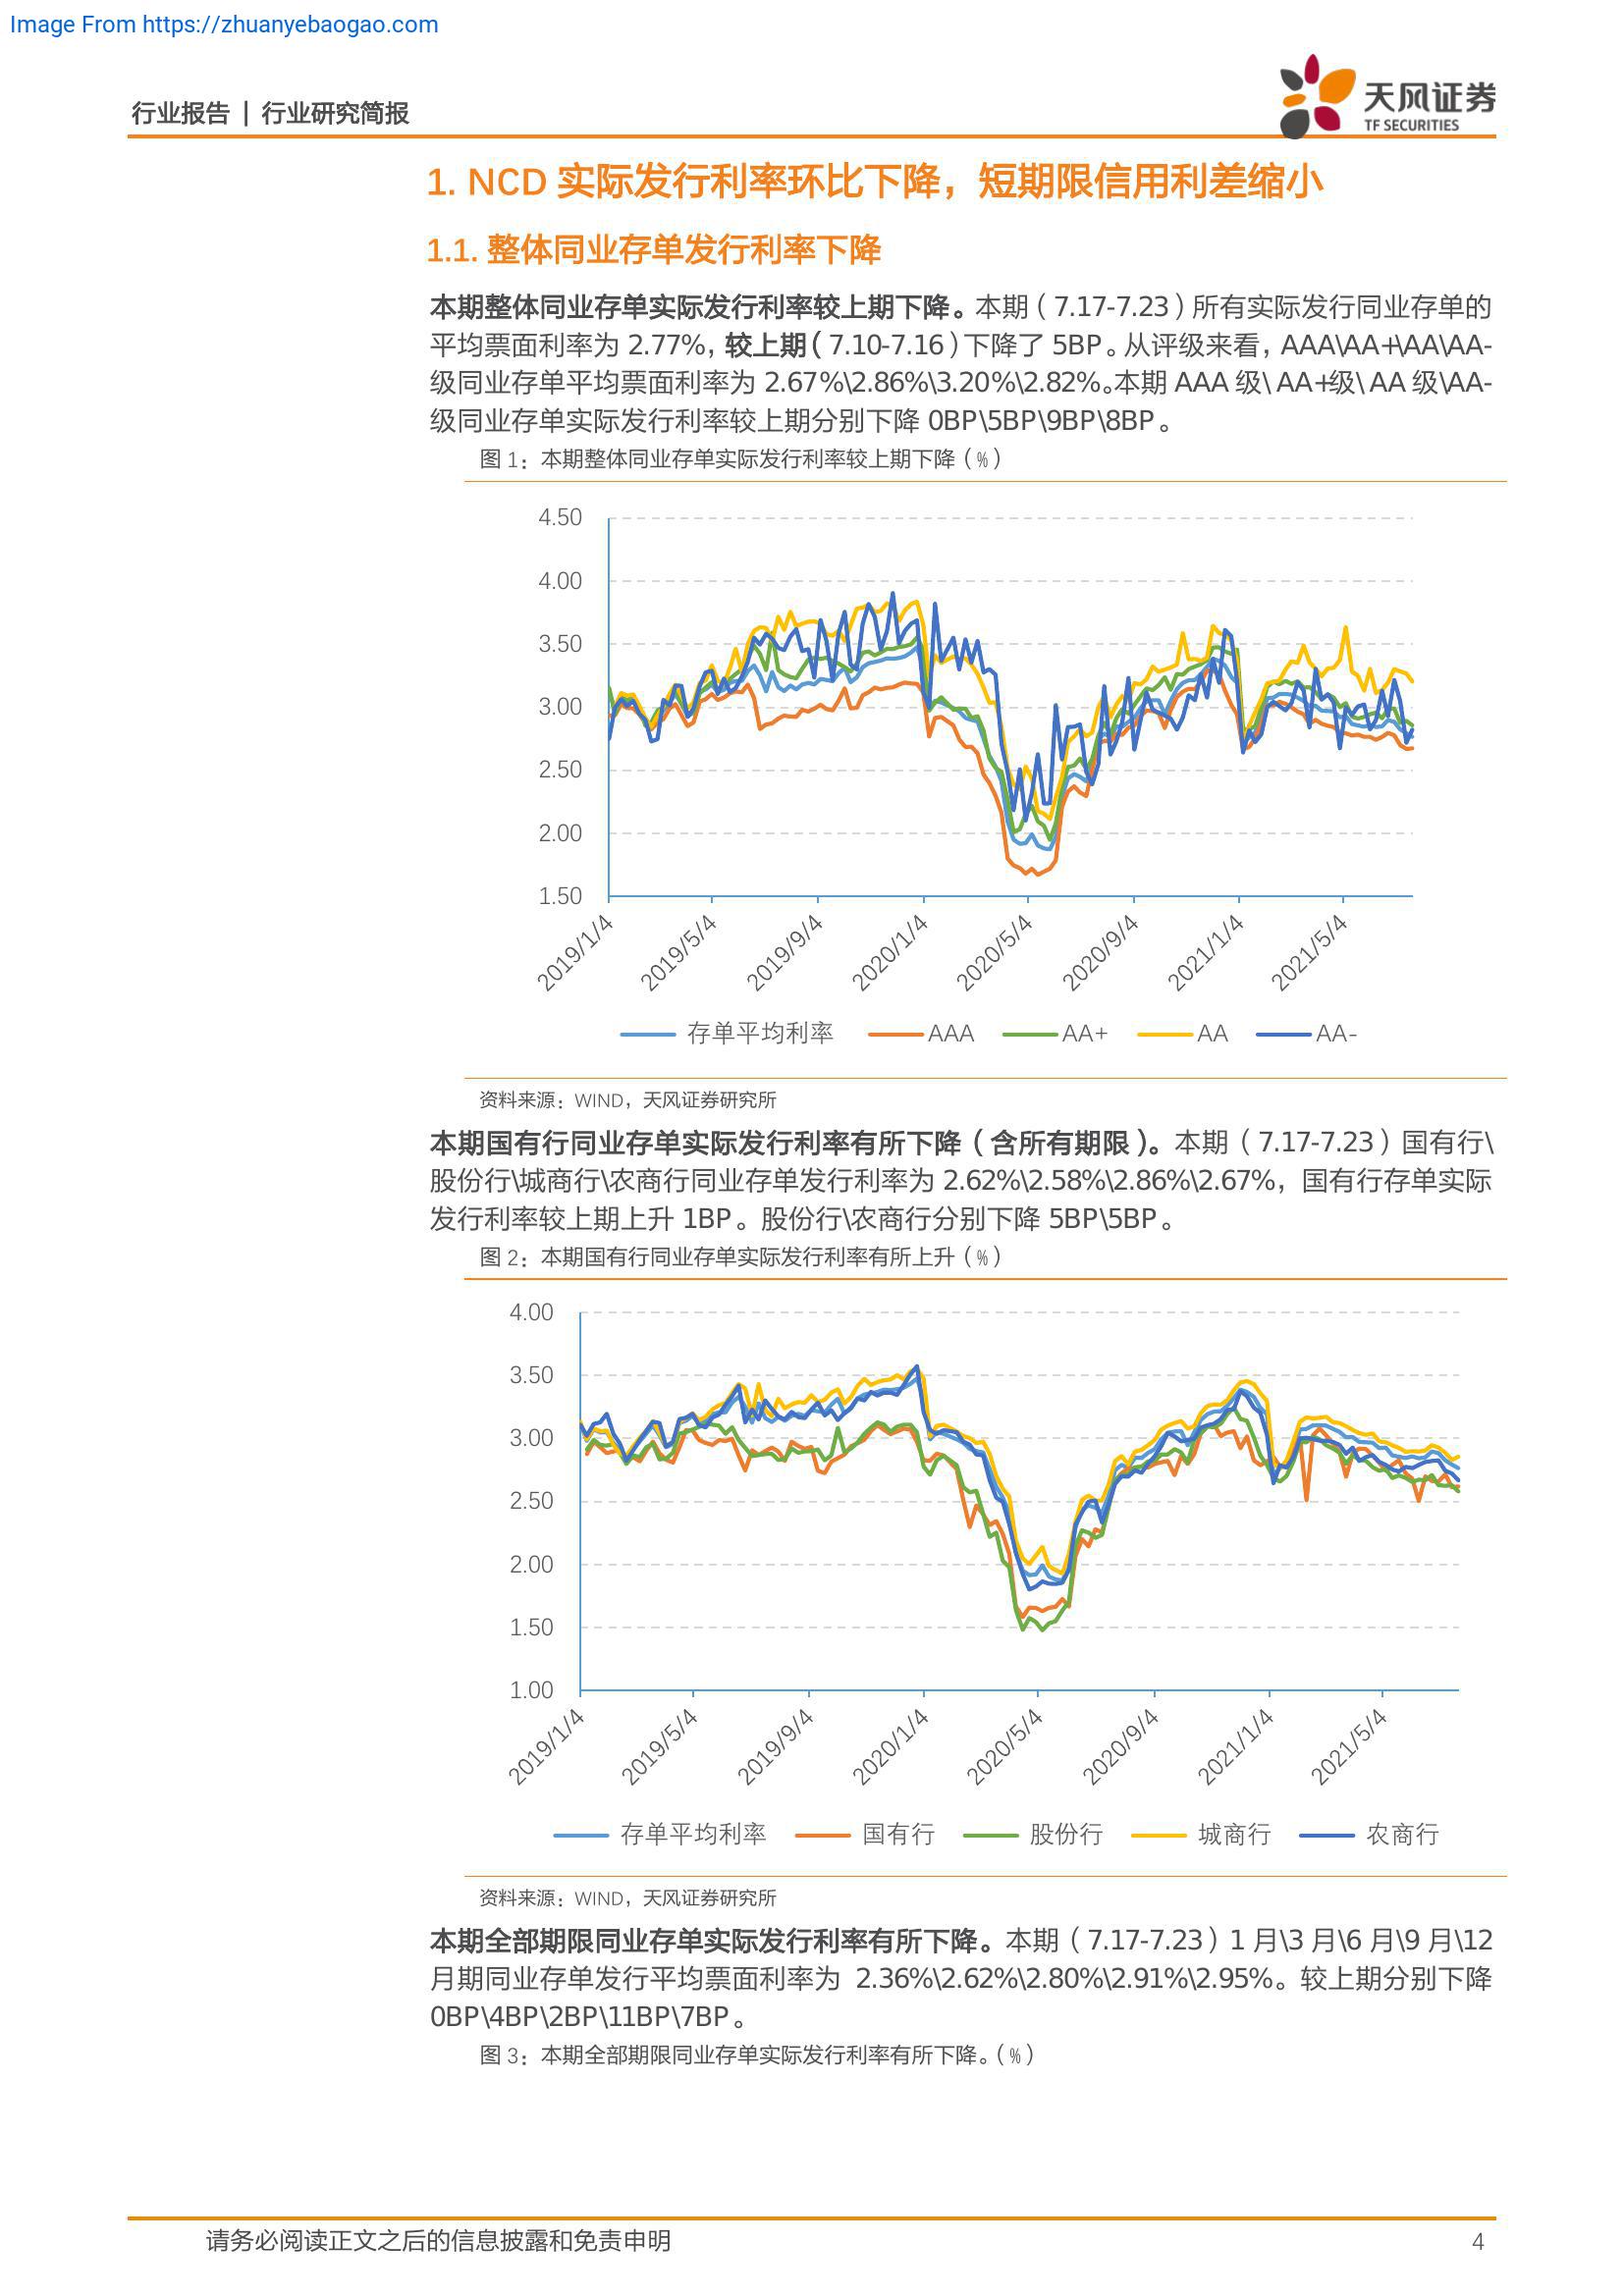 Image From https://zhuanyebaogao.com
行业报告 | 行业研究简报
天风证券
TF SECURITIES
1. NCD 实际发行利率环比下降，短期限信用利差缩小
1.1. 整体同业存单发行利率下降
本期整体同业存单实际发行利率较上期下降。本期（7.17-7.23）所有实际发行同业存单的
平均票面利率为 2.77%，较上期（7.10-7.16）下降了 5BP。从评级来看，AAA\AA+\AA\AA-
级同业存单平均票面利率为 2.67%\2.86%\3.20%\2.82%。本期 AAA 级\ AA+级\ AA 级\AA-
级同业存单实际发行利率较上期分别下降 0BP\5BP\9BP\8BP。
图 1：本期整体同业存单实际发行利率较上期下降（%）
4.50
4.00
3.50
3.00
2.50
2.00
1.50
2019/1/4
2019/5/4
2019/9/4
2020/1/4
2020/5/4
2020/9/4
2021/1/4
2021/5/4
存单平均利率 AAA AA+ AA AA-
资料来源：WIND，天风证券研究所
本期国有行同业存单实际发行利率有所下降（含所有期限）。本期（7.17-7.23）国有行\
股份行\城商行\农商行同业存单发行利率为 2.62%\2.58%\2.86%\2.67%，国有行存单实际
发行利率较上期上升 1BP。股份行\农商行分别下降 5BP\5BP。
图 2：本期国有行同业存单实际发行利率有所上升（%）
4.00
3.50
3.00
2.50
2.00
1.50
1.00
2019/1/4
2019/5/4
2019/9/4
2020/1/4
2020/5/4
2020/9/4
2021/1/4
2021/5/4
存单平均利率 国有行 股份行 城商行 农商行
资料来源：WIND，天风证券研究所
本期全部期限同业存单实际发行利率有所下降。本期（7.17-7.23）1 月\3 月\6 月\9 月\12
月期同业存单发行平均票面利率为 2.36%\2.62%\2.80%\2.91%\2.95%。较上期分别下降
0BP\4BP\2BP\11BP\7BP。
图 3：本期全部期限同业存单实际发行利率有所下降。（%）
请务必阅读正文之后的信息披露和免责申明
4